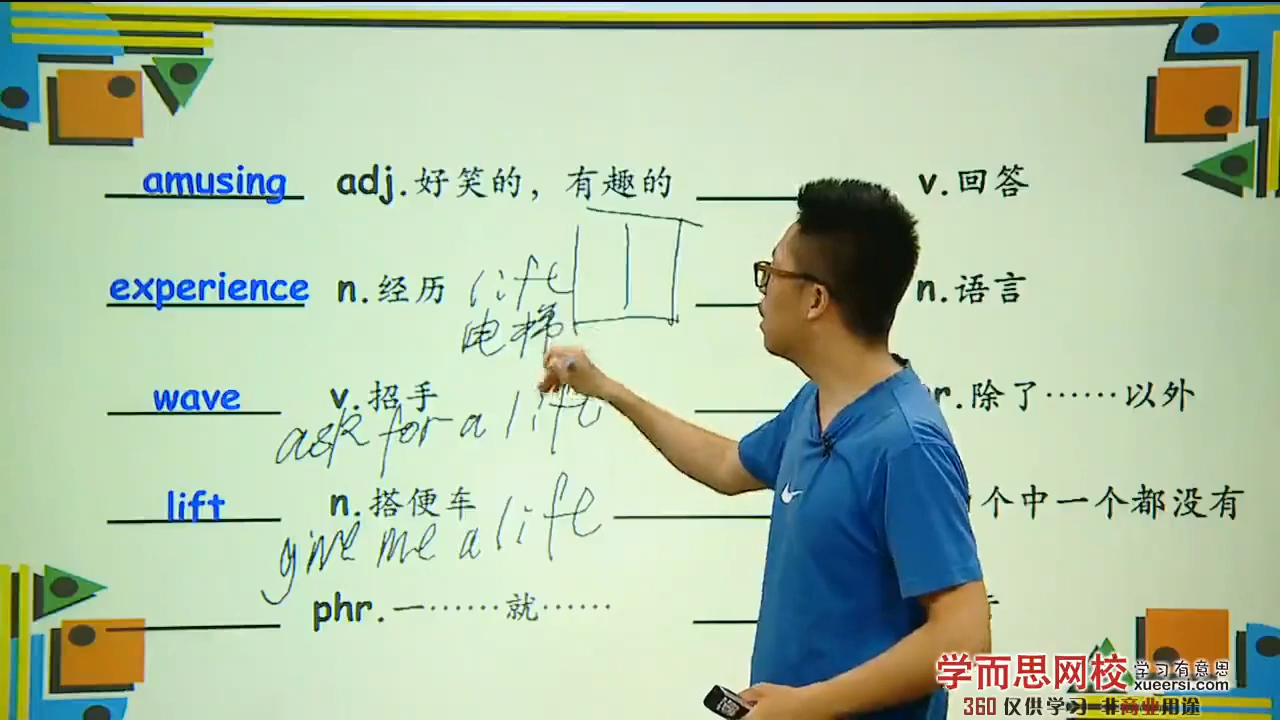 amusing adj.好笑的，有趣的 v.回答
experience n.经历 lift n.语言
电梯
wave v.招手 r.除了……以外
ask for a lift
lift n.搭便车 个中一个都没有
give me a lift
phr.一……就……
学而思网校 学习有意思
xueersi.com
360 仅供学习 非商业用途